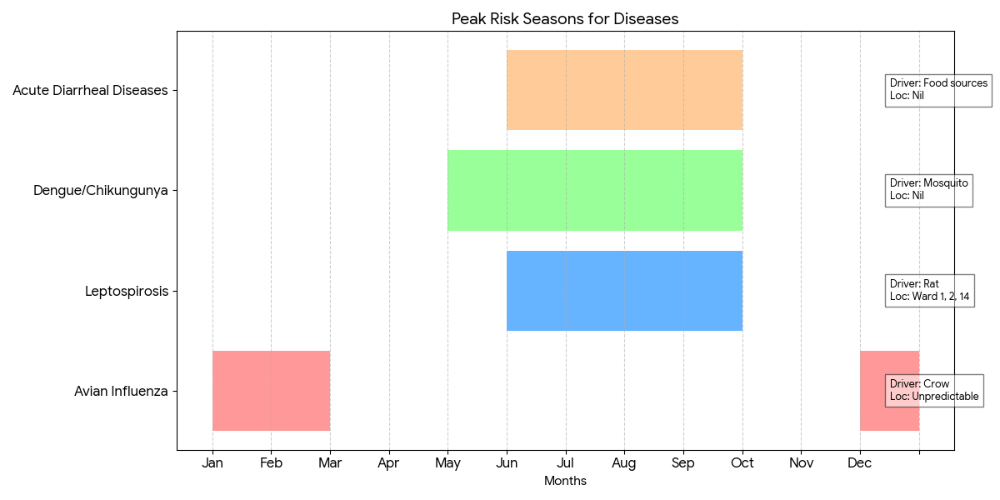 Peak Risk Seasons for Diseases
Acute Diarrheal Diseases
Driver: Food sources
Loc: Nil
Dengue/Chikungunya
Driver: Mosquito
Loc: Nil
Leptospirosis
Driver: Rat
Loc: Ward 1, 2, 14
Avian Influenza
Driver: Crow
Loc: Unpredictable
Jan Feb Mar Apr May Jun Jul Aug Sep Oct Nov Dec
Months